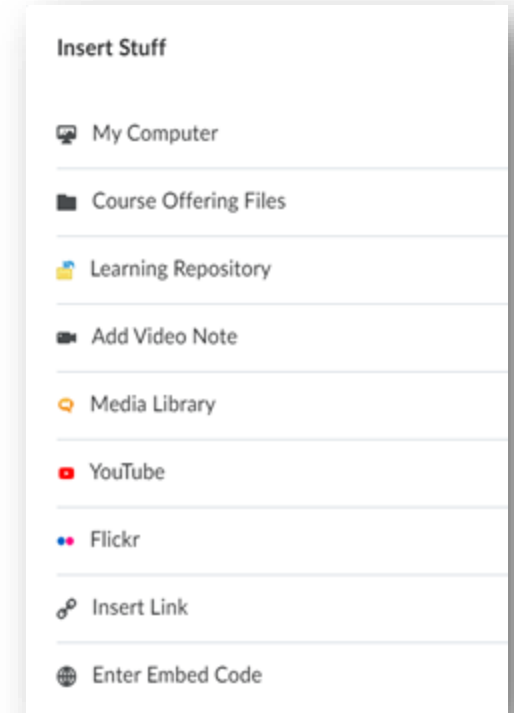 Insert Stuff
My Computer
Course Offering Files
Learning Repository
Add Video Note
Media Library
YouTube
Flickr
Insert Link
Enter Embed Code